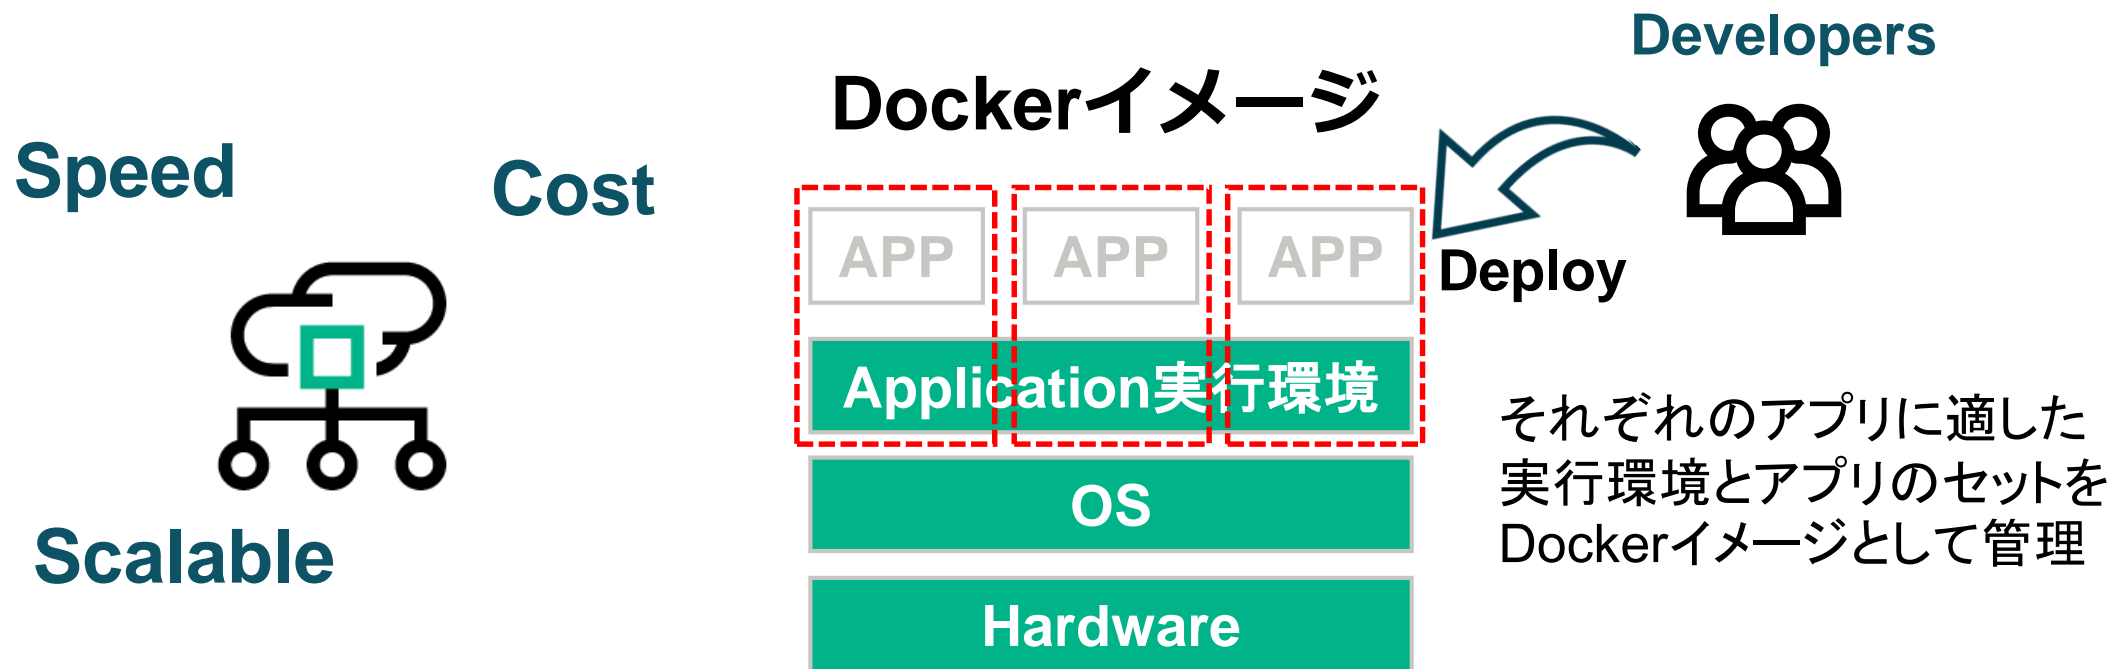 Speed
Cost
Scalable
Dockerイメージ
APP
APP
APP
Application実行環境
OS
Hardware
Developers
Deploy
それぞれのアプリに適した
実行環境とアプリのセットを
Dockerイメージとして管理